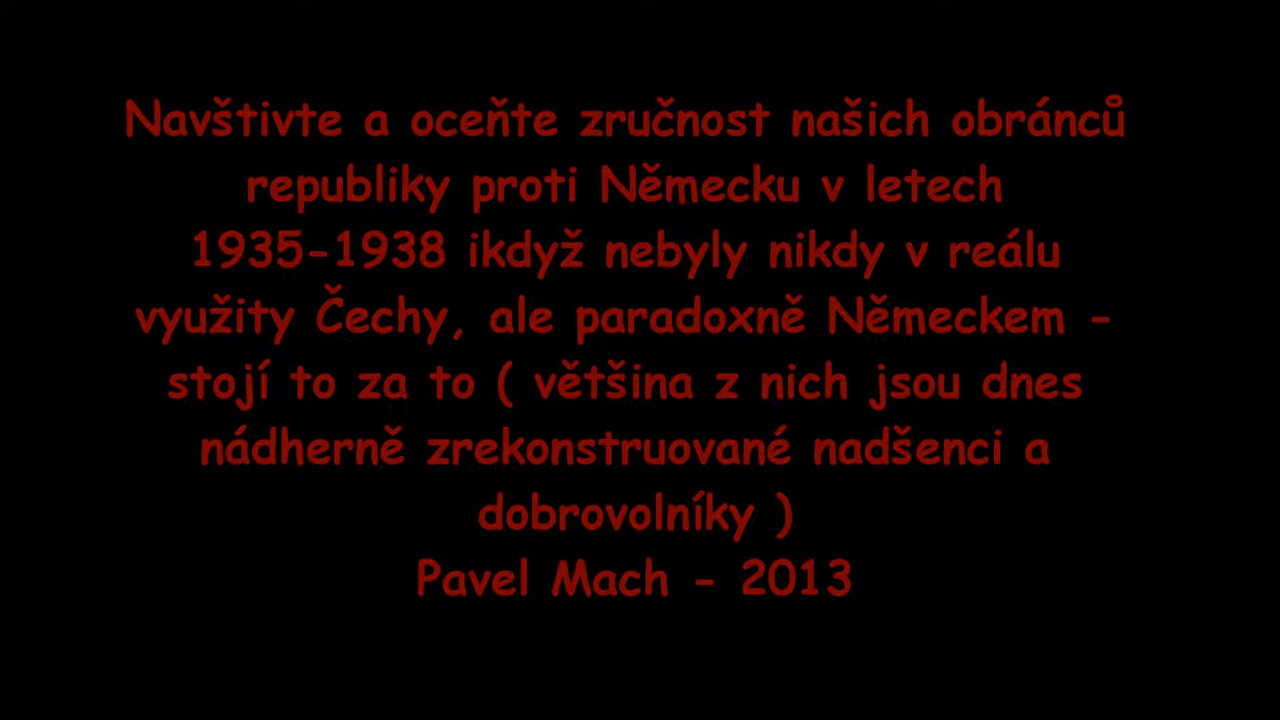 Navštivte a oceňte zručnost našich obránců
republiky proti Německu v letech
1935-1938 ikdyž nebyly nikdy v reálu
využity Čechy, ale paradoxně Německem -
stojí to za to ( většina z nich jsou dnes
nádherně zrekonstruované nadšenci a
dobrovolníky )
Pavel Mach - 2013